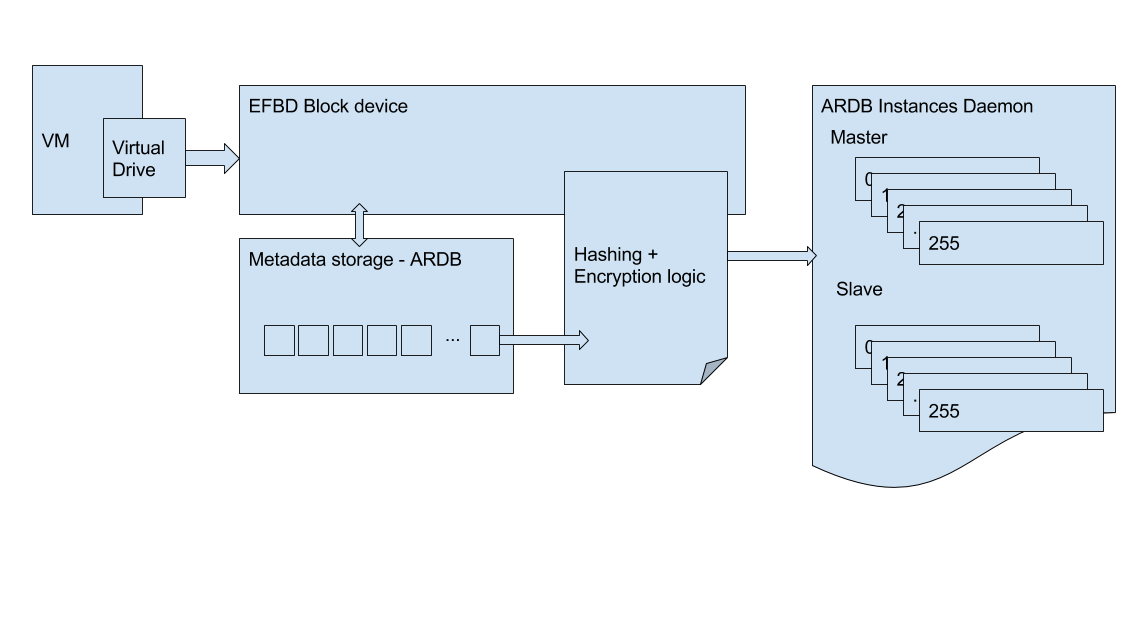 VM
Virtual
Drive
EFBD Block device
Metadata storage - ARDB
...
Hashing +
Encryption logic
ARDB Instances Daemon
Master
0
1
2
.
255
Slave
0
1
2
.
255